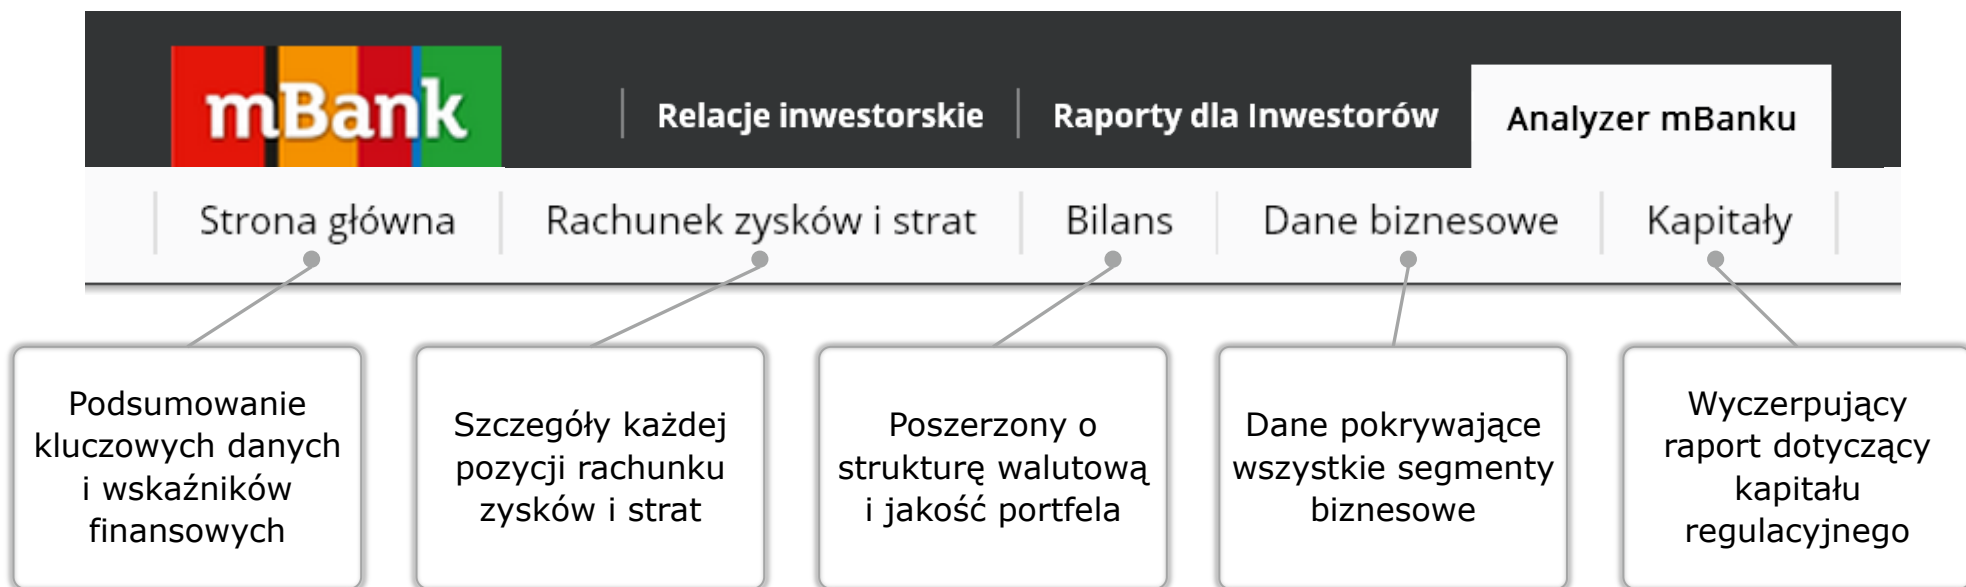 mBank
Relacje inwestorskie
Raporty dla Inwestorów
Analyzer mBanku
Strona główna
Rachunek zysków i strat
Bilans
Dane biznesowe
Kapitały
Podsumowanie
kluczowych danych
i wskaźników
finansowych
Szczegóły każdej
pozycji rachunku
zysków i strat
Poszerzony o
strukturę walutową
i jakość portfela
Dane pokrywające
wszystkie segmenty
biznesowe
Wyczerpujący
raport dotyczący
kapitału
regulacyjnego